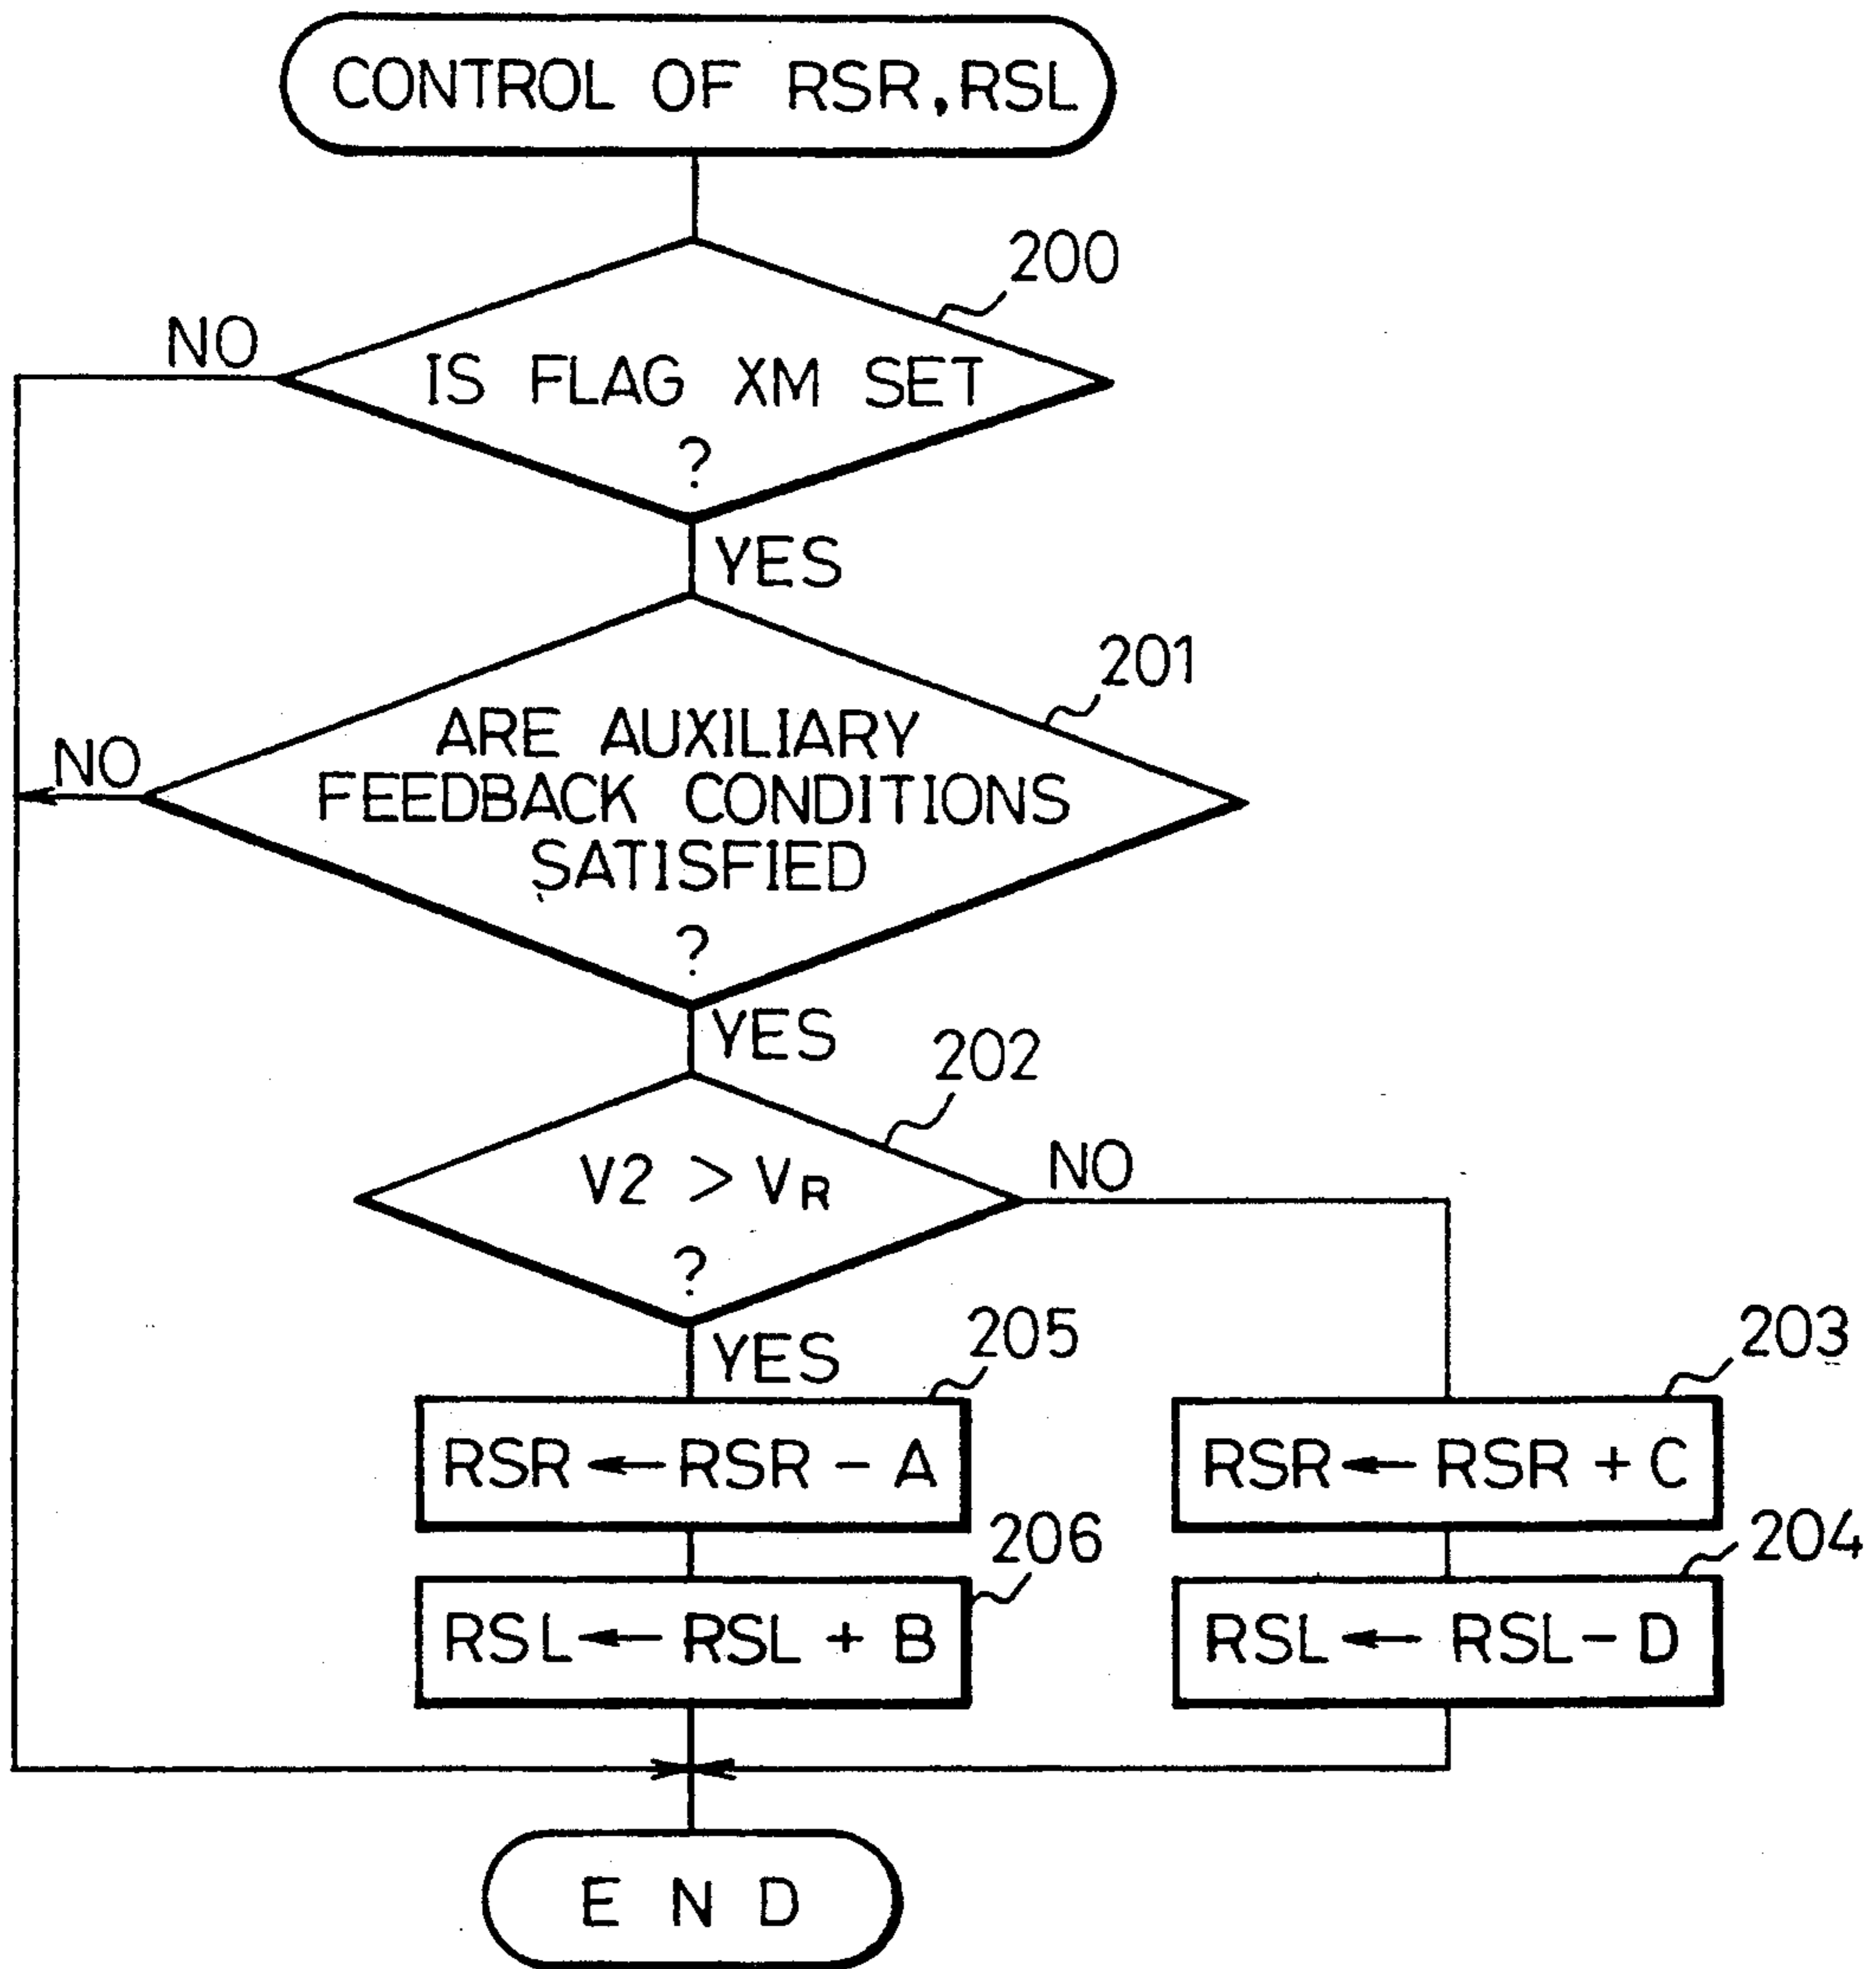 CONTROL OF RSR, RSL
200
NO
IS FLAG XM SET
?
YES
201
NO
ARE AUXILIARY
FEEDBACK CONDITIONS
SATISFIED
?
YES
202
V2 > VR
NO
?
YES
205
203
RSR ← RSR - A
RSR ← RSR + C
206
204
RSL ← RSL + B
RSL ← RSL - D
END